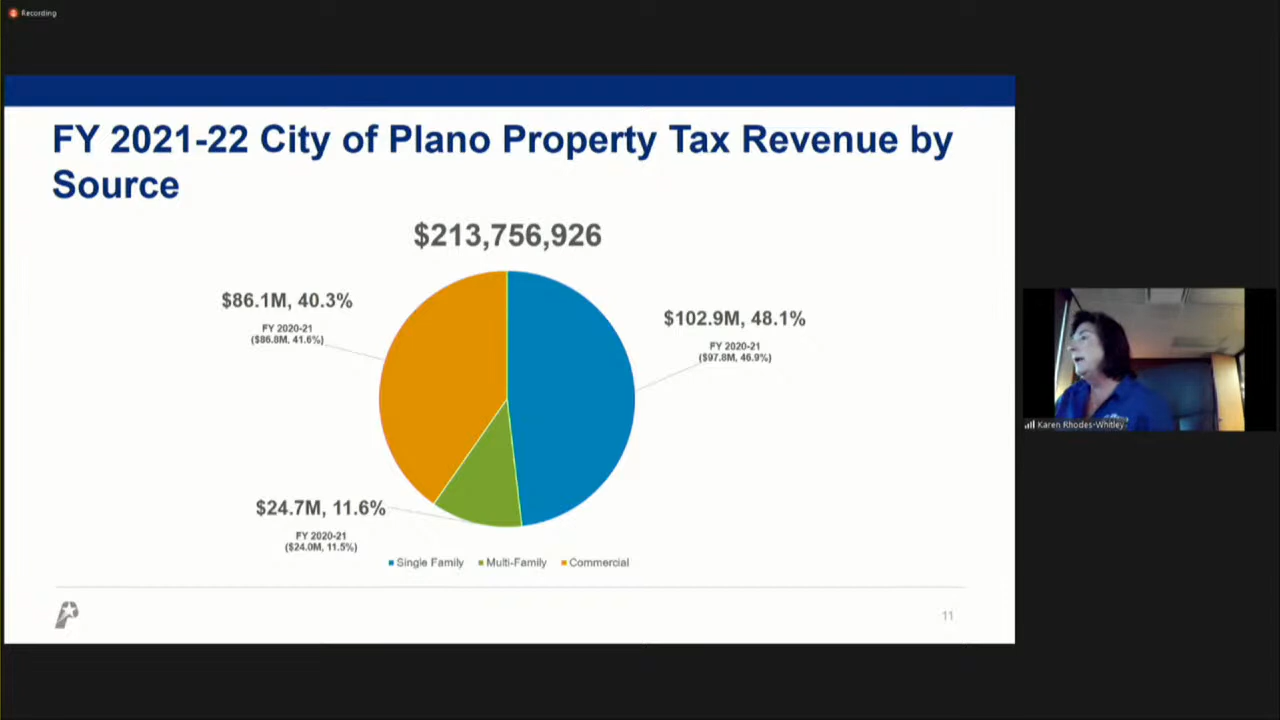 Recording
FY 2021-22 City of Plano Property Tax Revenue by
Source
$213,756,926
$86.1M, 40.3%
FY 2020-21
($86.8M, 41.6%)
$102.9M, 48.1%
FY 2020-21
($97.8M, 46.9%)
$24.7M, 11.6%
FY 2020-21
($24.0M, 11.5%)
Single Family Multi-Family Commercial
11
Karen Rhodes-Whitley